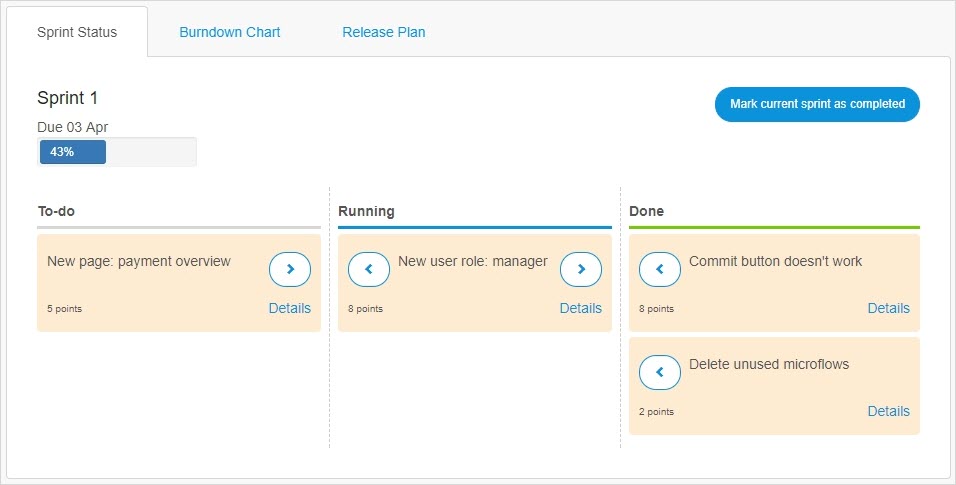 Sprint Status
Burndown Chart
Release Plan
Sprint 1
Mark current sprint as completed
Due 03 Apr
43%
To-do
New page: payment overview
5 points
Details
Running
New user role: manager
8 points
Details
Done
Commit button doesn't work
8 points
Details
Delete unused microflows
2 points
Details